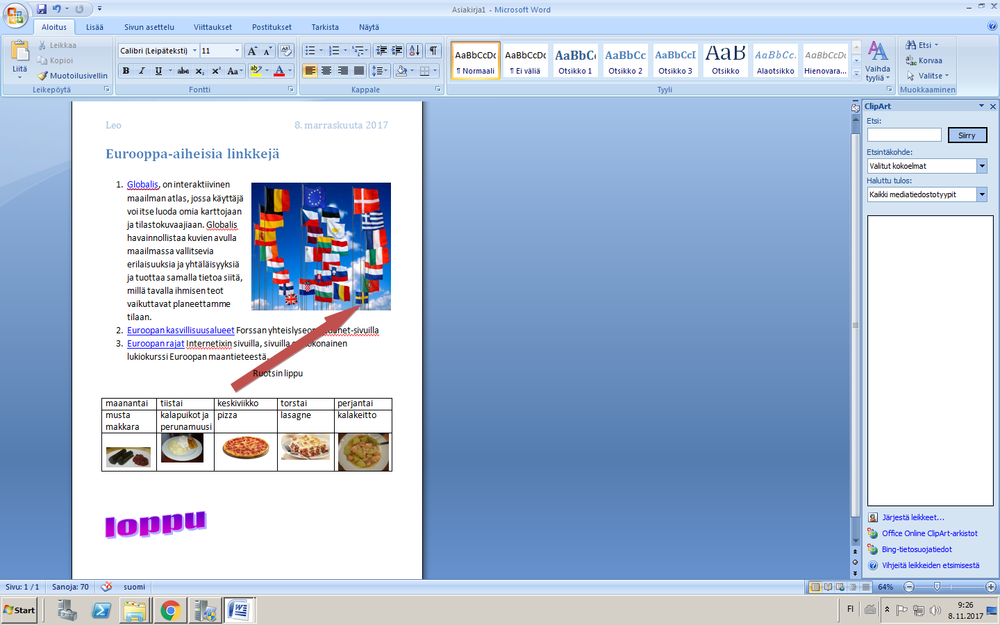 Asiakirja1 - Microsoft Word
Aloitus Lisää Sivun asettelu Viittaukset Postitukset Tarkista Näytä
Liitä
Leikkaa
Kopioi
Muotoilusivellin
Leikepöytä
Calibri (Leipäteksti) 11
Fontti
Kappale
AaBbCcDc AaBbCcDc AaBbCc AaBbCc AaBbCcI AaB AaBbCc. AaBbCcDc
¶ Normaali ¶ Ei väliä Otsikko 1 Otsikko 2 Otsikko 3 Otsikko Alaotsikko Hienovara...
Tyyli
Vaihda
tyyliä
Etsi
Korvaa
Valitse
Muokkaaminen
Leo 8. marraskuuta 2017
Eurooppa-aiheisia linkkejä
1. Globalis, on interaktiivinen
maailman atlas, jossa käyttäjä
voi itse luoda omia karttojaan
ja tilastokuvaajiaan. Globalis
havainnollistaa kuvien avulla
maailmassa vallitsevia
erilaisuuksia ja yhtäläisyyksiä
ja tuottaa samalla tietoa siitä,
millä tavalla ihmisen teot
vaikuttavat planeettamme
tilaan.
2. Euroopan kasvillisuusalueet Forssan yhteislyseon -sivuilla
3. Euroopan rajat Internetixin sivuilla, sivuilla
lukiokurssi Euroopan maantieteestä.
Ruotsin lippu
maanantai tiistai keskiviikko torstai perjantai
musta kalapuikot ja pizza lasagne kalakeitto
makkara perunamuusi
loppu
ClipArt
Etsi:
Siirry
Etsintäkohde:
Valitut kokoelmat
Haluttu tulos:
Kaikki mediatiedostotyypit
Järjestä leikkeet...
Office Online ClipArt-arkistot
Bing-tietosuojatiedot
Vihjeitä leikkeiden etsimisestä
Sivu: 1 / 1 Sanoja: 70 suomi 64%
Start FI 9:26
8.11.2017